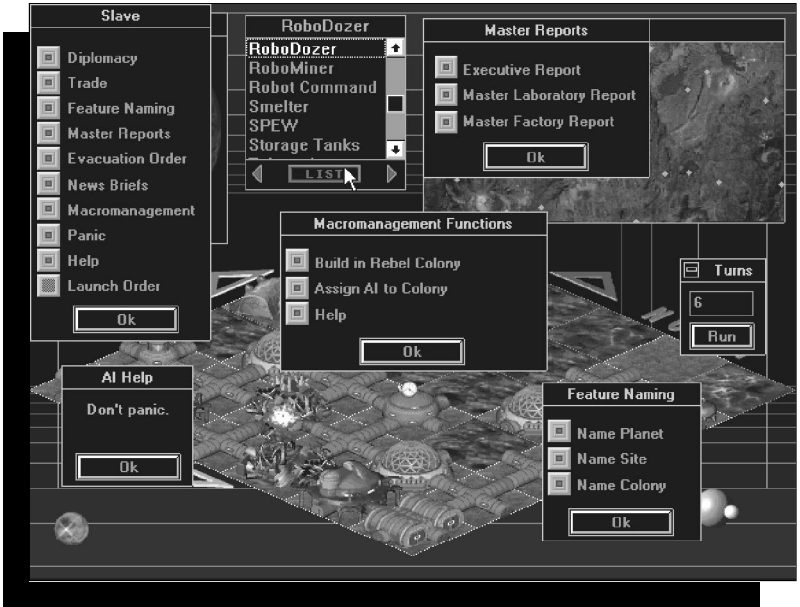 Slave
Diplomacy
Trade
Feature Naming
Master Reports
Evacuation Order
News Briefs
Macromanagement
Panic
Help
Launch Order
Ok
RoboDozer
RoboDozer
RoboMiner
Robot Command
Smelter
SPEW
Storage Tanks
LIST
Master Reports
Executive Report
Master Laboratory Report
Master Factory Report
Ok
Macromanagement Functions
Build in Rebel Colony
Assign AI to Colony
Help
Ok
Turns
6
Run
AI Help
Don't panic.
Ok
Feature Naming
Name Planet
Name Site
Name Colony
Ok